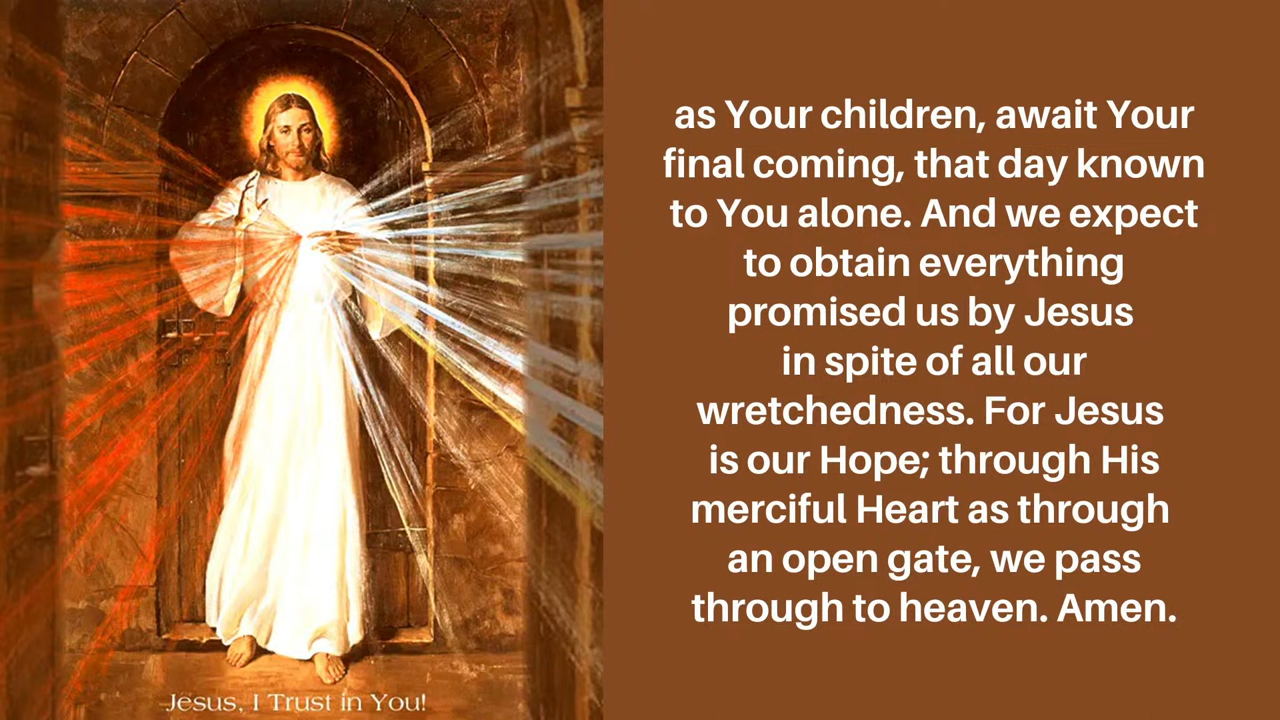 as Your children, await Your
final coming, that day known
to You alone. And we expect
to obtain everything
promised us by Jesus
in spite of all our
wretchedness. For Jesus
is our Hope; through His
merciful Heart as through
an open gate, we pass
through to heaven. Amen.
Jesus, I Trust in You!